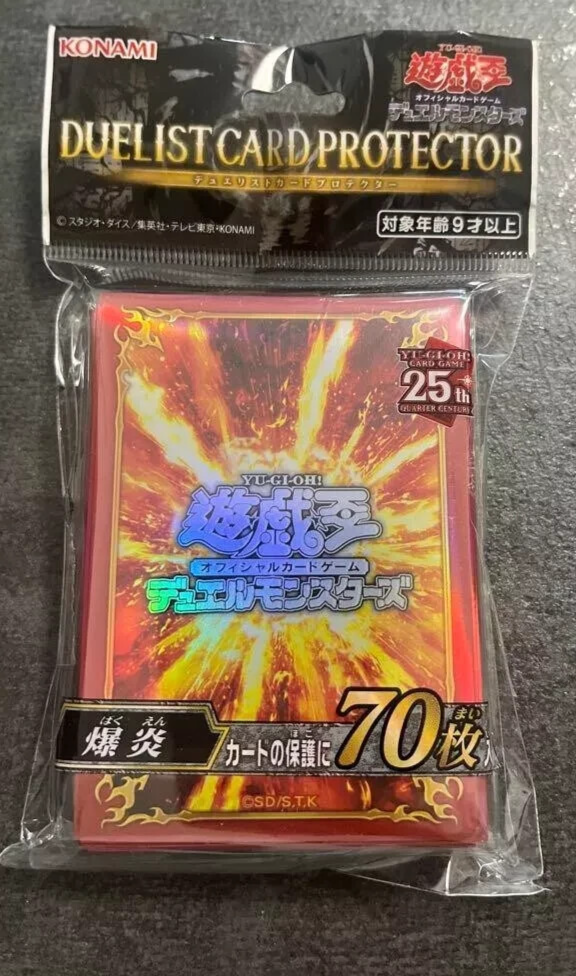 KONAMI
YU-GI-OH!
遊戯王
オフィシャルカードゲーム
デュエルモンスターズ
DUELIST CARD PROTECTOR
デュエリストカードプロテクター
©スタジオ・ダイス/集英社・テレビ東京・KONAMI
対象年齢9才以上
YU-GI-OH!
CARD GAME
25th
QUARTER CENTURY
YU-GI-OH!
遊戯王
オフィシャルカードゲーム
デュエルモンスターズ
ばく えん
爆炎
ほご まい
カードの保護に70枚入
©SD/S.T.K